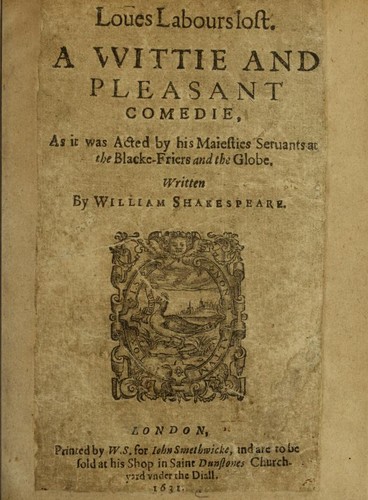 Loues Labours lost.
A WITTIE AND
PLEASANT
COMEDIE,
As it was Acted by his Maiesties Seruants at
the Blacke-Friers and the Globe.
Written
By WILLIAM SHAKESPEARE.
LONDON,
Printed by W.S. for Iohn Smethwicke, and are to be
sold at his Shop in Saint Dunstones Church-
yard vnder the Diall.
1631.